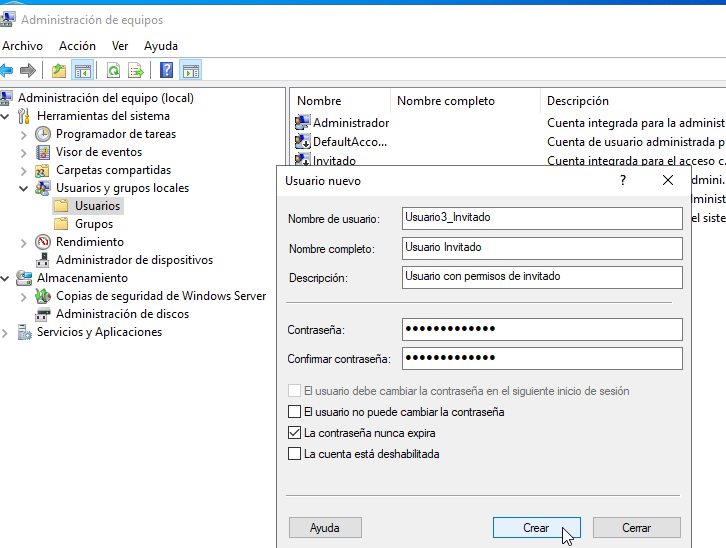 Administración de equipos
Archivo Acción Ver Ayuda
Administración del equipo (local)
Herramientas del sistema
Programador de tareas
Visor de eventos
Carpetas compartidas
Usuarios y grupos locales
Usuarios
Grupos
Rendimiento
Administrador de dispositivos
Almacenamiento
Copias de seguridad de Windows Server
Administración de discos
Servicios y Aplicaciones
Nombre Nombre completo Descripción
Administrador Cuenta integrada para la administ
DefaultAcco... Cuenta de usuario administrada p
Invitado Cuenta integrada para el acceso c.
dmini.
Usuario nuevo ?
Nombre de usuario: Usuario3_Invitado
Nombre completo: Usuario Invitado
Descripción: Usuario con permisos de invitado
Contraseña: ●●●●●●●●●●●●●
Confirmar contraseña: ●●●●●●●●●●●●●
El usuario debe cambiar la contraseña en el siguiente inicio de sesión
El usuario no puede cambiar la contraseña
La contraseña nunca expira
La cuenta está deshabilitada
Ayuda Crear Cerrar